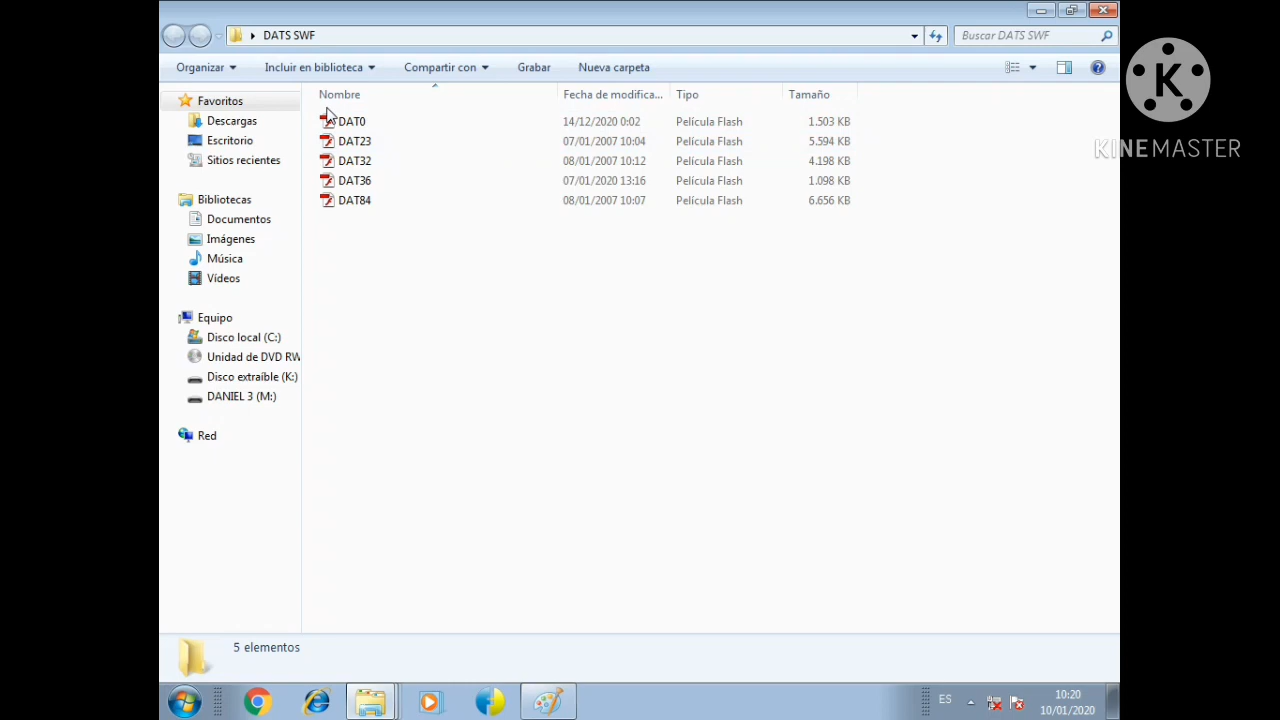 DATS SWF
Buscar DATS SWF
Organizar
Incluir en biblioteca
Compartir con
Grabar
Nueva carpeta
K
KINEMASTER
Nombre
Fecha de modifica...
Tipo
Tamaño
Favoritos
Descargas
Escritorio
Sitios recientes
Bibliotecas
Documentos
Imágenes
Música
Vídeos
Equipo
Disco local (C:)
Unidad de DVD RW
Disco extraíble (K:)
DANIEL 3 (M:)
Red
DAT0 14/12/2020 0:02 Película Flash 1.503 KB
DAT23 07/01/2007 10:04 Película Flash 5.594 KB
DAT32 08/01/2007 10:12 Película Flash 4.198 KB
DAT36 07/01/2020 13:16 Película Flash 1.098 KB
DAT84 08/01/2007 10:07 Película Flash 6.656 KB
5 elementos
ES
10:20
10/01/2020